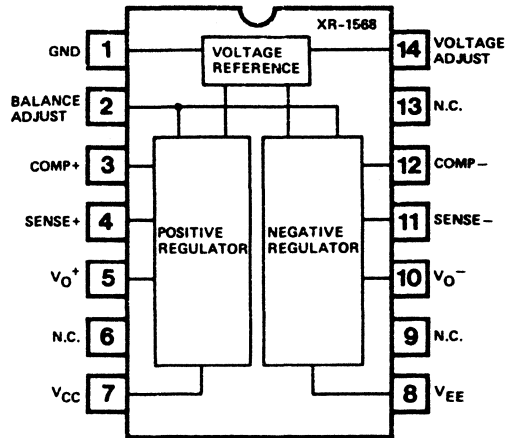 XR-1568
GND 1
VOLTAGE
REFERENCE
14 VOLTAGE
ADJUST
BALANCE
ADJUST 2
13 N.C.
COMP+ 3
12 COMP−
SENSE+ 4
11 SENSE−
POSITIVE
REGULATOR
NEGATIVE
REGULATOR
VO+ 5
10 VO−
N.C. 6
9 N.C.
VCC 7
8 VEE